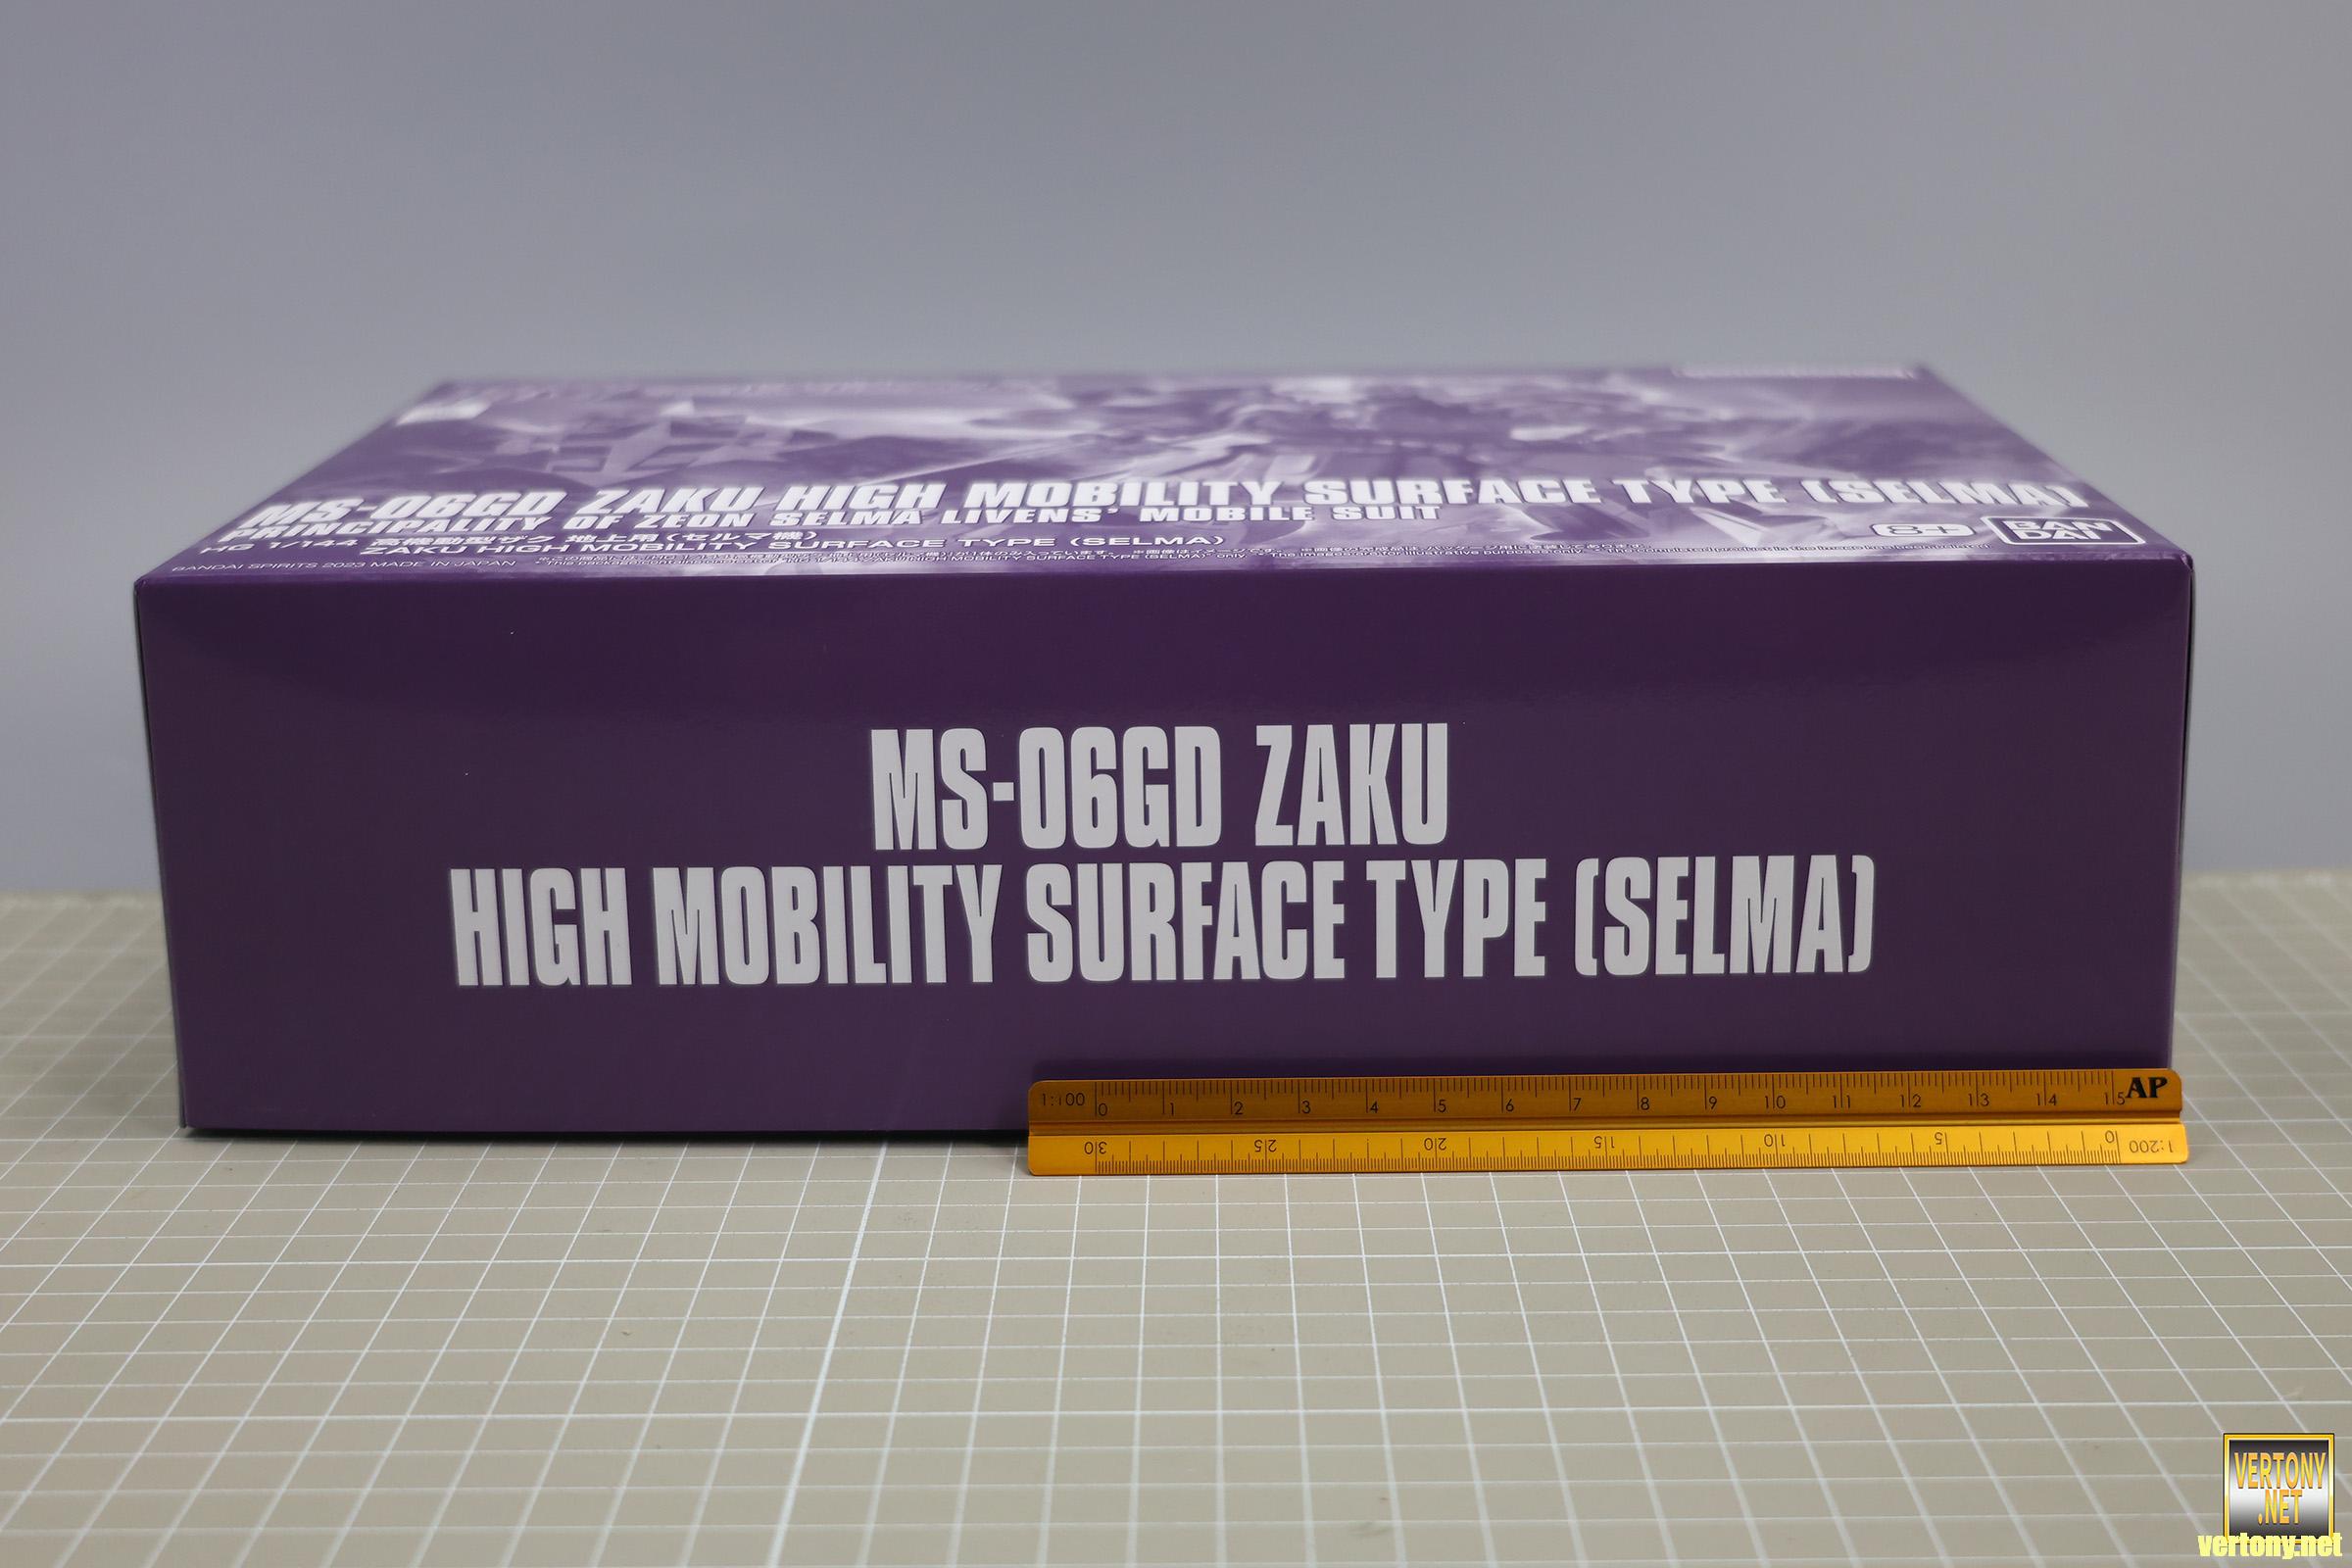 MS-06GD ZAKU HIGH MOBILITY SURFACE TYPE (SELMA)
PRINCIPALITY OF ZEON SELMA LIVENS' MOBILE SUIT
HG 1/144 高機動型ザク 地上用(セルマ機)
ZAKU HIGH MOBILITY SURFACE TYPE (SELMA)
8+
BAN
DAI
BANDAI SPIRITS 2023 MADE IN JAPAN
MS-06GD ZAKU
HIGH MOBILITY SURFACE TYPE (SELMA)
1:100 0 1 2 3 4 5 6 7 8 9 10 11 12 13 14 15 AP
30 25 20 15 10 5 0 1:200
VERTONY
.NET
vertony.net